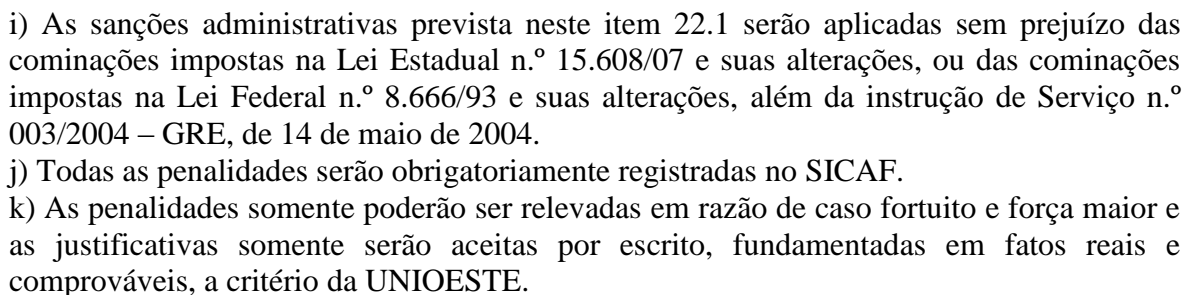 i) As sanções administrativas prevista neste item 22.1 serão aplicadas sem prejuízo das
cominações impostas na Lei Estadual n.º 15.608/07 e suas alterações, ou das cominações
impostas na Lei Federal n.º 8.666/93 e suas alterações, além da instrução de Serviço n.º
003/2004 – GRE, de 14 de maio de 2004.
j) Todas as penalidades serão obrigatoriamente registradas no SICAF.
k) As penalidades somente poderão ser relevadas em razão de caso fortuito e força maior e
as justificativas somente serão aceitas por escrito, fundamentadas em fatos reais e
comprováveis, a critério da UNIOESTE.